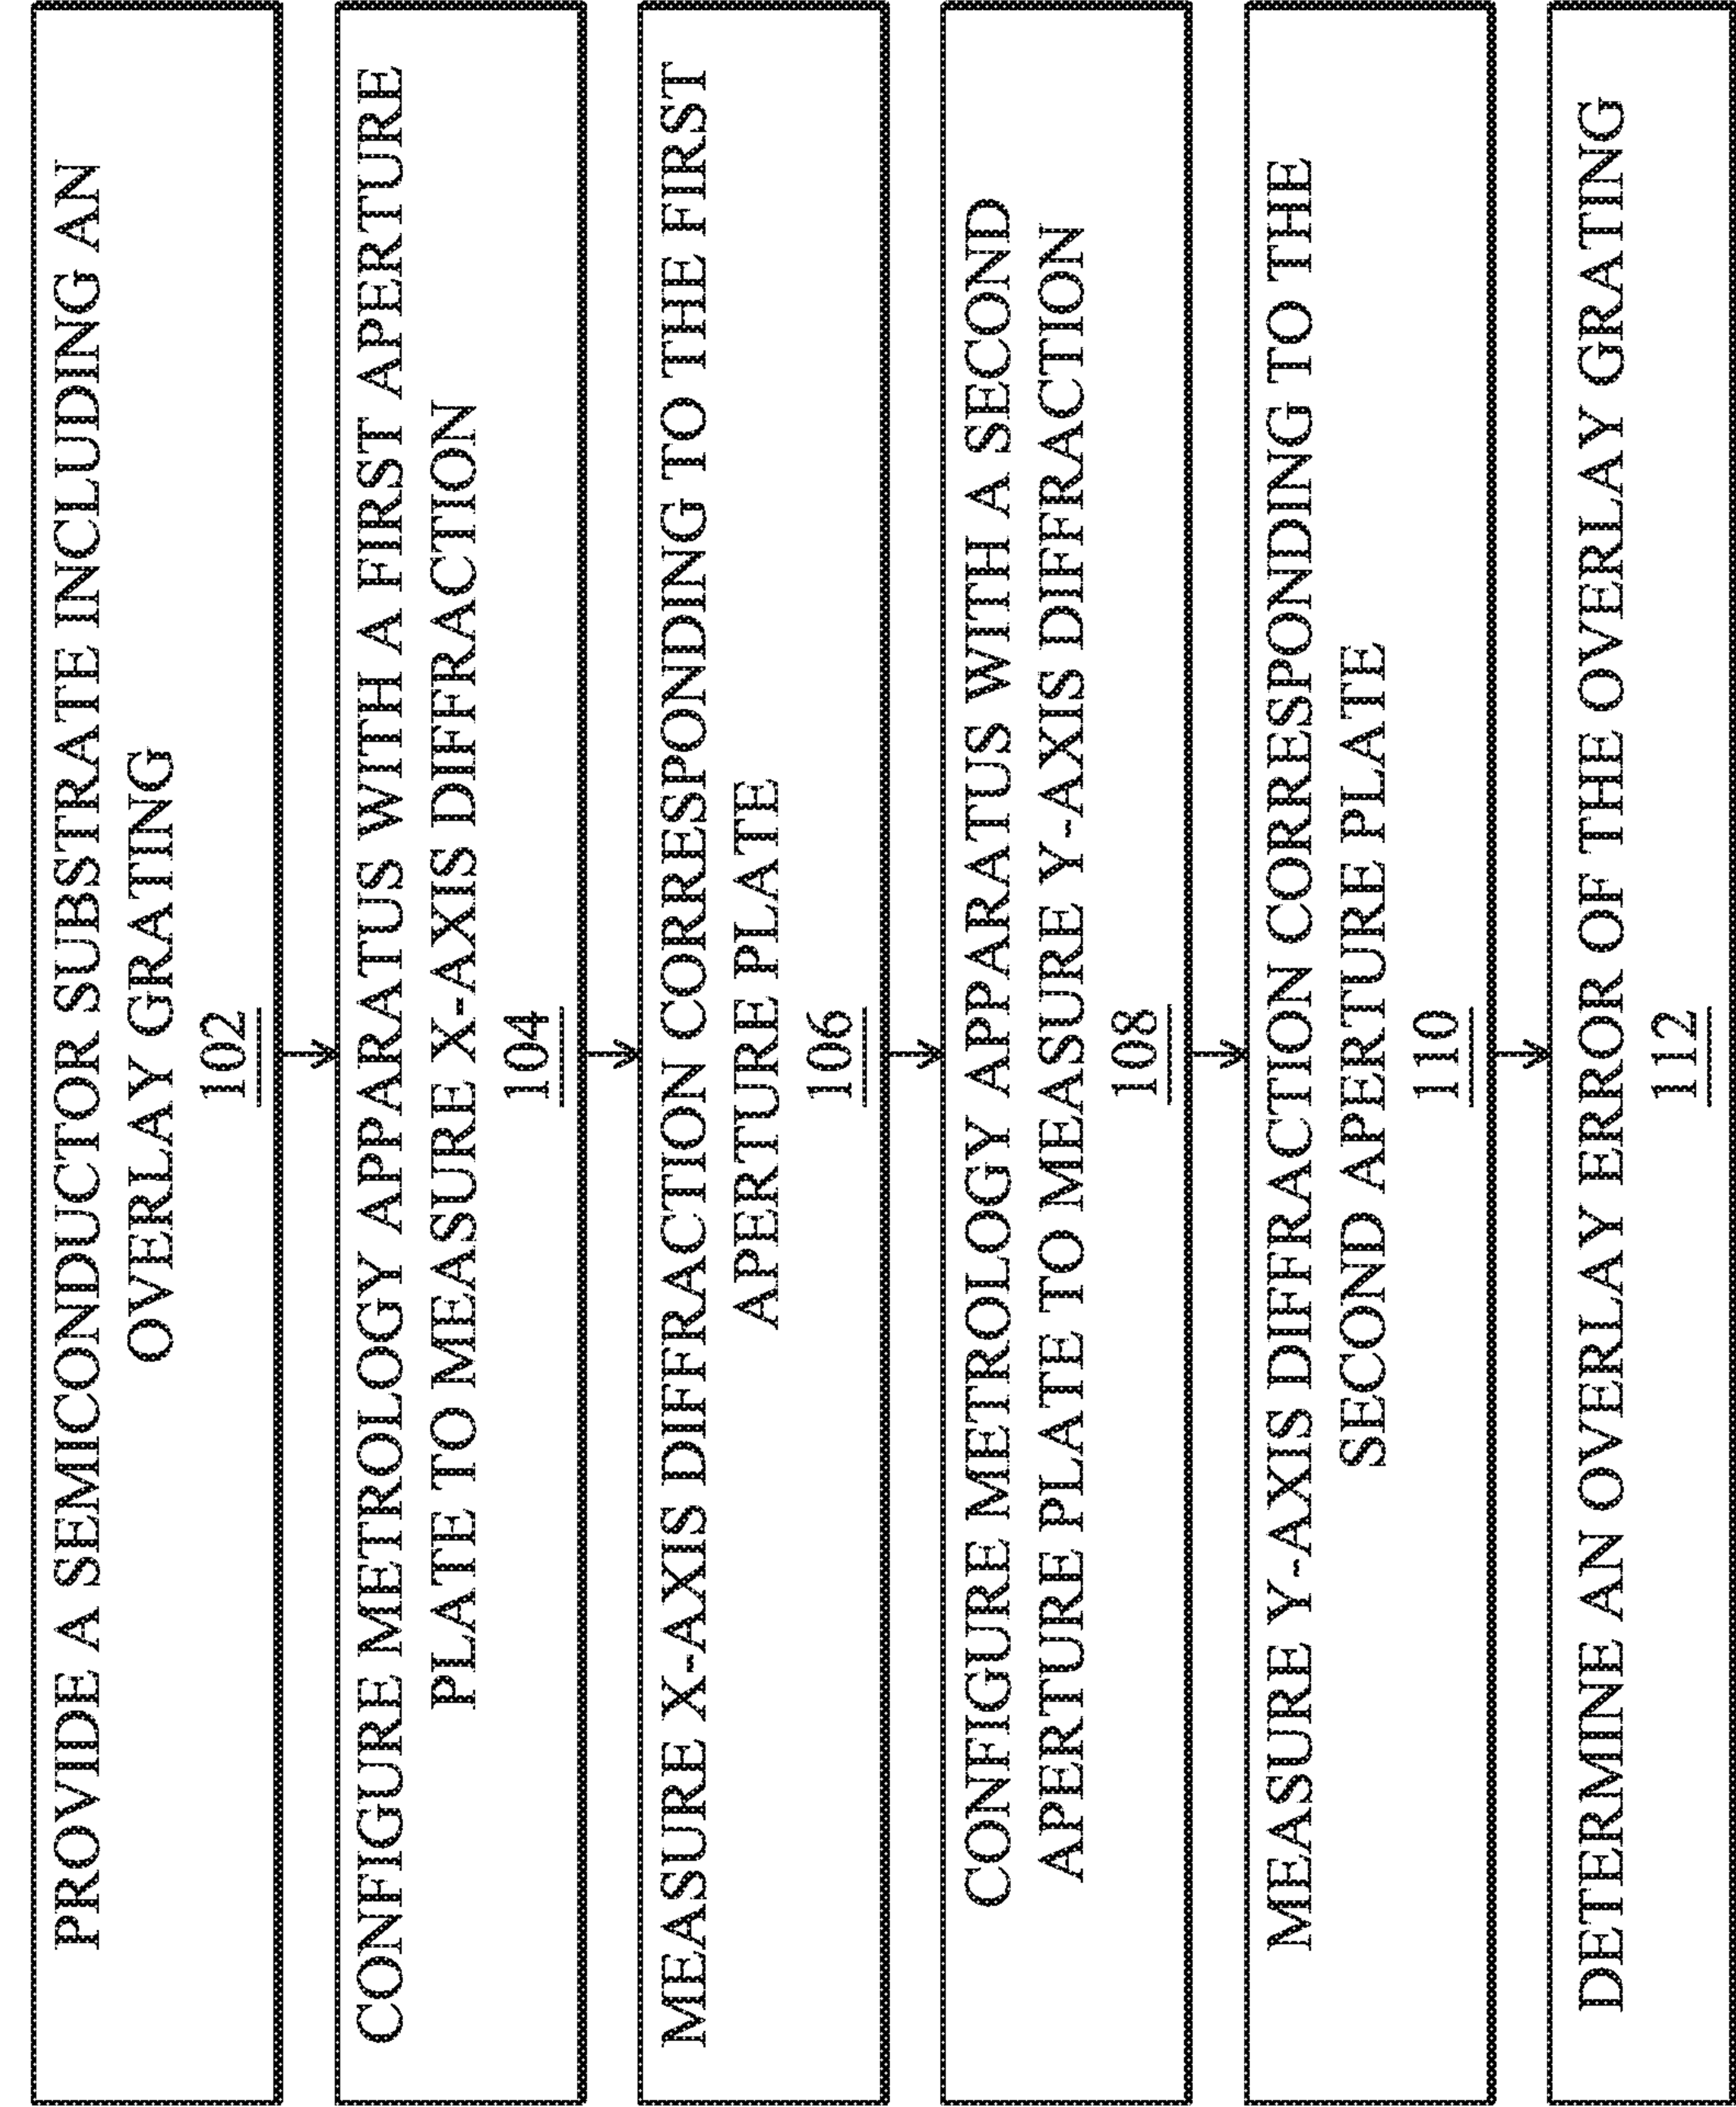 PROVIDE A SEMICONDUCTOR SUBSTRATE INCLUDING AN
OVERLAY GRATING
102
CONFIGURE METROLOGY APPARATUS WITH A FIRST APERTURE
PLATE TO MEASURE X-AXIS DIFFRACTION
104
MEASURE X-AXIS DIFFRACTION CORRESPONDING TO THE FIRST
APERTURE PLATE
106
CONFIGURE METROLOGY APPARATUS WITH A SECOND
APERTURE PLATE TO MEASURE Y-AXIS DIFFRACTION
108
MEASURE Y-AXIS DIFFRACTION CORRESPONDING TO THE
SECOND APERTURE PLATE
110
DETERMINE AN OVERLAY ERROR OF THE OVERLAY GRATING
112